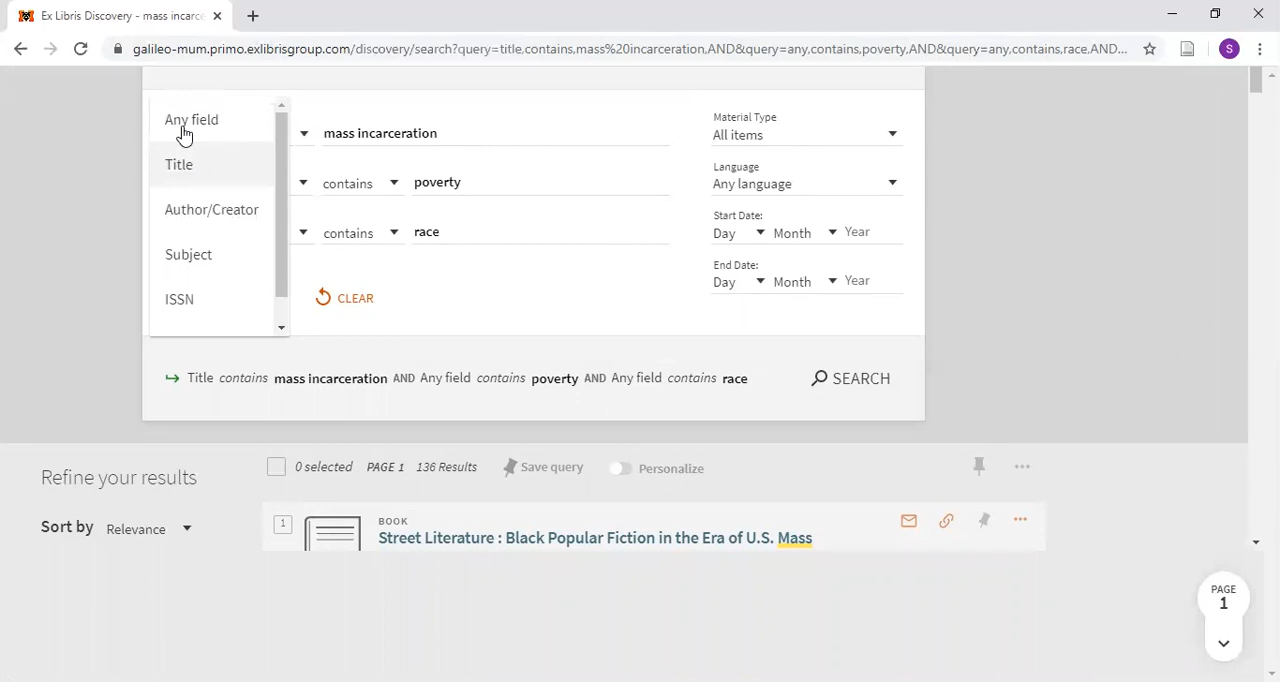 Ex Libris Discovery - mass incarce
galileo-mum.primo.exlibrisgroup.com/discovery/search?query=title,contains,mass%20incarceration,AND&query=any,contains,poverty,AND&query=any,contains,race,AND...
S
Any field
Title
Author/Creator
Subject
ISSN
mass incarceration
contains
poverty
contains
race
CLEAR
Material Type
All items
Language
Any language
Start Date:
Day Month Year
End Date:
Day Month Year
Title contains mass incarceration AND Any field contains poverty AND Any field contains race
SEARCH
Refine your results
Sort by Relevance
0 selected PAGE 1 136 Results Save query Personalize
1
BOOK
Street Literature : Black Popular Fiction in the Era of U.S. Mass
PAGE
1